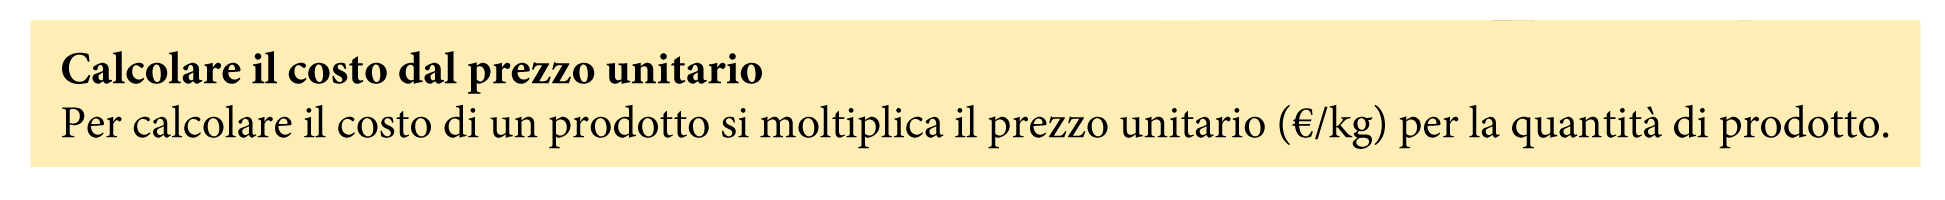 Calcolare il costo dal prezzo unitario
Per calcolare il costo di un prodotto si moltiplica il prezzo unitario (€/kg) per la quantità di prodotto.